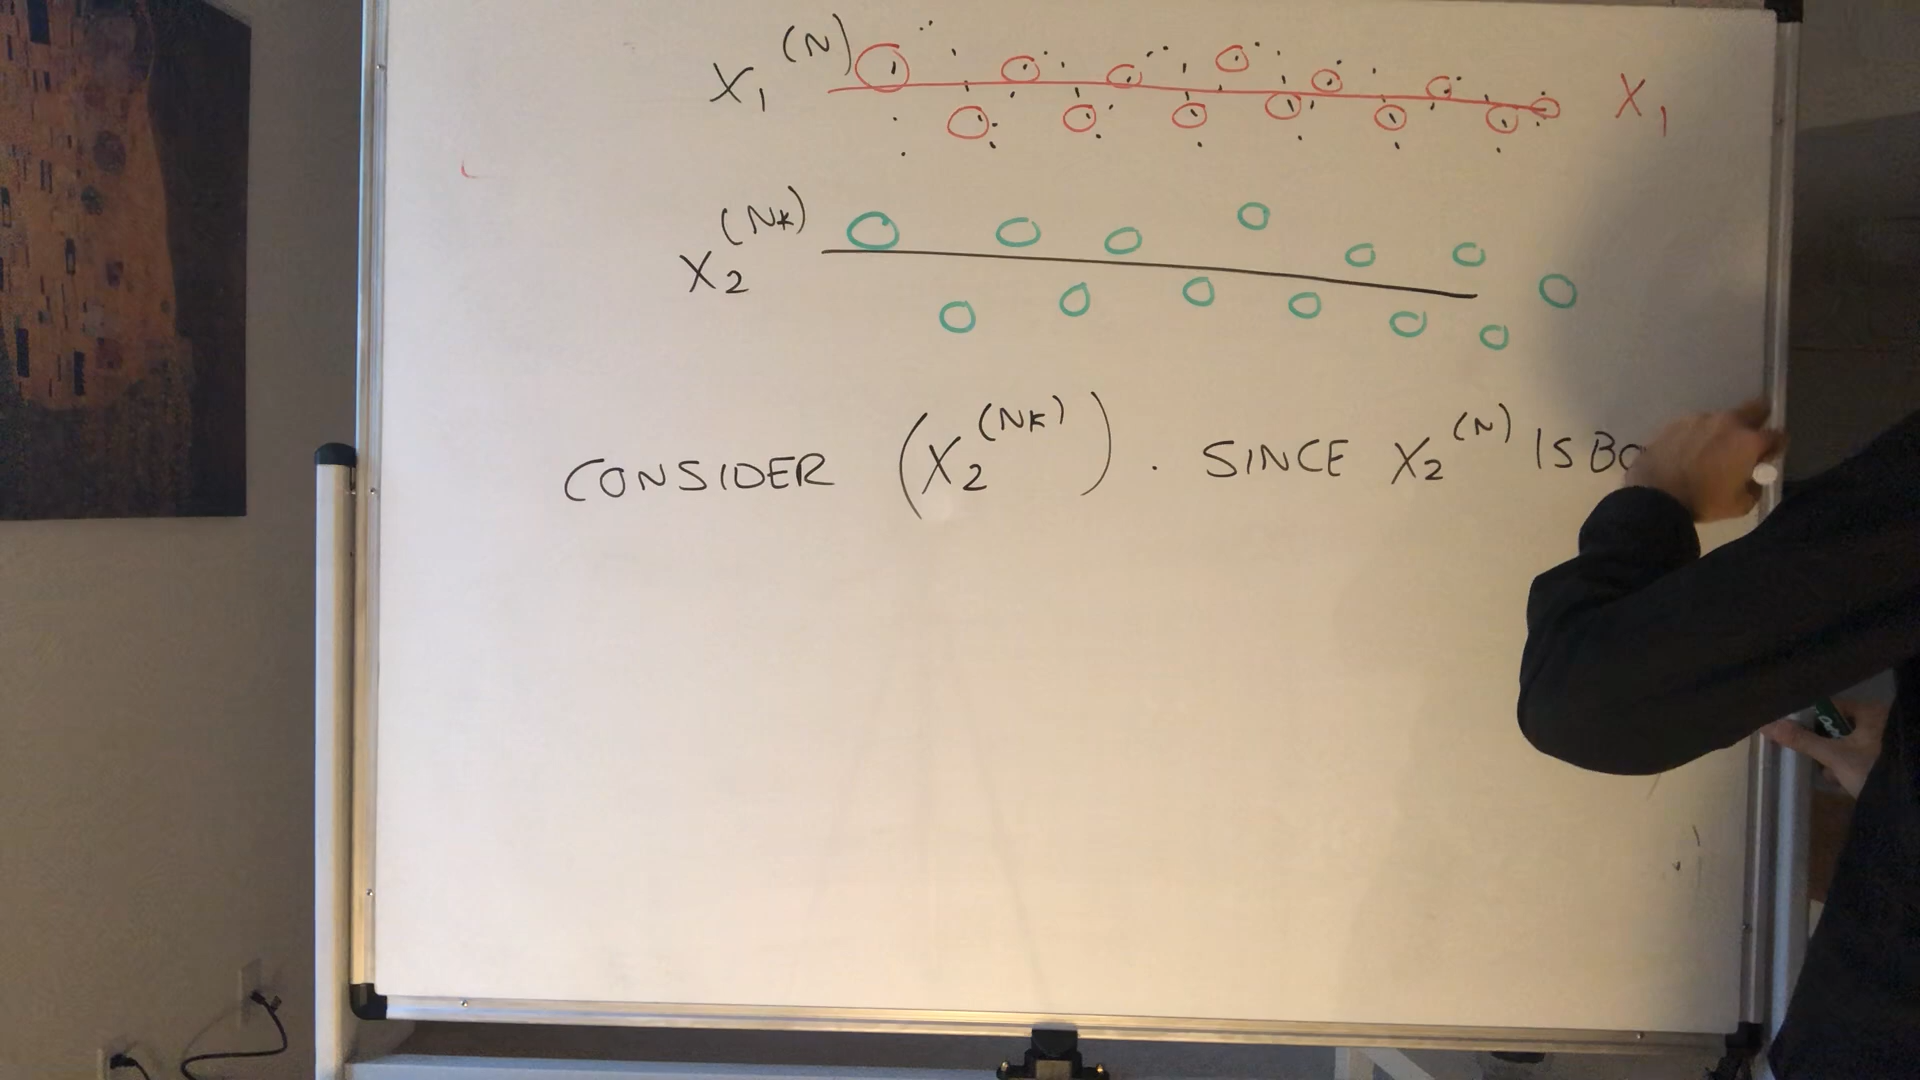 X₁⁽ᴺ⁾ X₁
X₂⁽ᴺᵏ⁾
CONSIDER (X₂⁽ᴺᴷ⁾). SINCE X₂⁽ᴺ⁾ IS